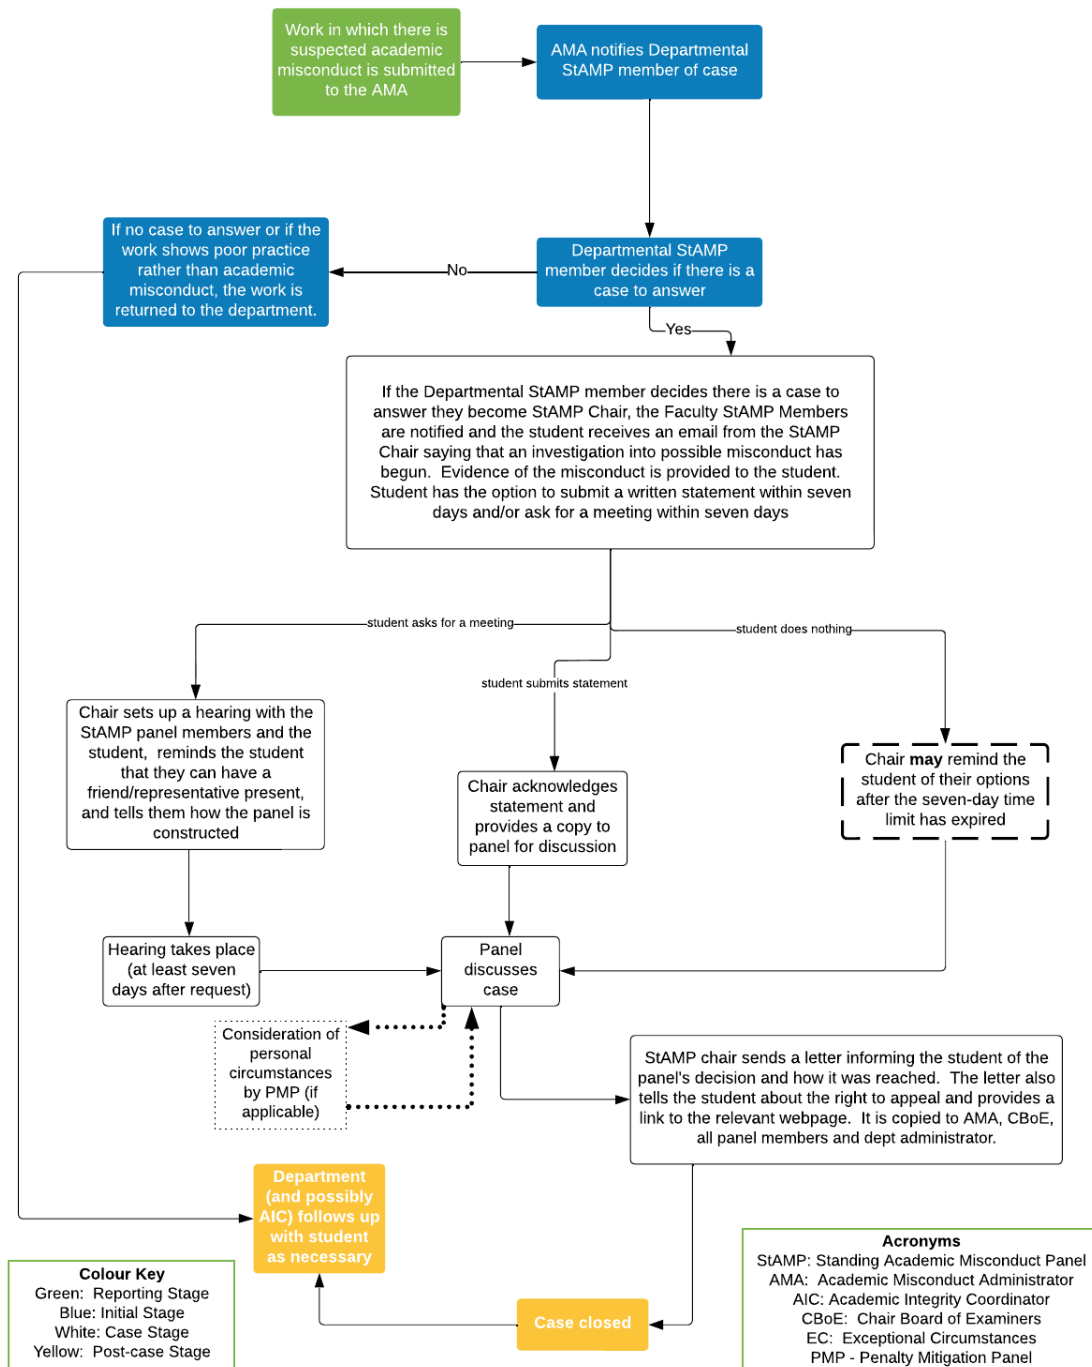 Work in which there is
suspected academic
misconduct is submitted
to the AMA
AMA notifies Departmental
StAMP member of case
If no case to answer or if the
work shows poor practice
rather than academic
misconduct, the work is
returned to the department.
No
Departmental StAMP
member decides if there is a
case to answer
Yes
If the Departmental StAMP member decides there is a case to
answer they become StAMP Chair, the Faculty StAMP Members
are notified and the student receives an email from the StAMP
Chair saying that an investigation into possible misconduct has
begun.  Evidence of the misconduct is provided to the student.
Student has the option to submit a written statement within seven
days and/or ask for a meeting within seven days
student asks for a meeting
student does nothing
student submits statement
Chair sets up a hearing with the
StAMP panel members and the
student,  reminds the student
that they can have a
friend/representative present,
and tells them how the panel is
constructed
Chair acknowledges
statement and
provides a copy to
panel for discussion
Chair may remind the
student of their options
after the seven-day time
limit has expired
Hearing takes place
(at least seven
days after request)
Panel
discusses
case
Consideration of
personal
circumstances
by PMP (if
applicable)
StAMP chair sends a letter informing the student of the
panel's decision and how it was reached.  The letter also
tells the student about the right to appeal and provides a
link to the relevant webpage.  It is copied to AMA, CBoE,
all panel members and dept administrator.
Department
(and possibly
AIC) follows up
with student
as necessary
Case closed
Colour Key
Green:  Reporting Stage
Blue: Initial Stage
White: Case Stage
Yellow:  Post-case Stage
Acronyms
StAMP: Standing Academic Misconduct Panel
AMA:  Academic Misconduct Administrator
AIC: Academic Integrity Coordinator
CBoE:  Chair Board of Examiners
EC:  Exceptional Circumstances
PMP - Penalty Mitigation Panel